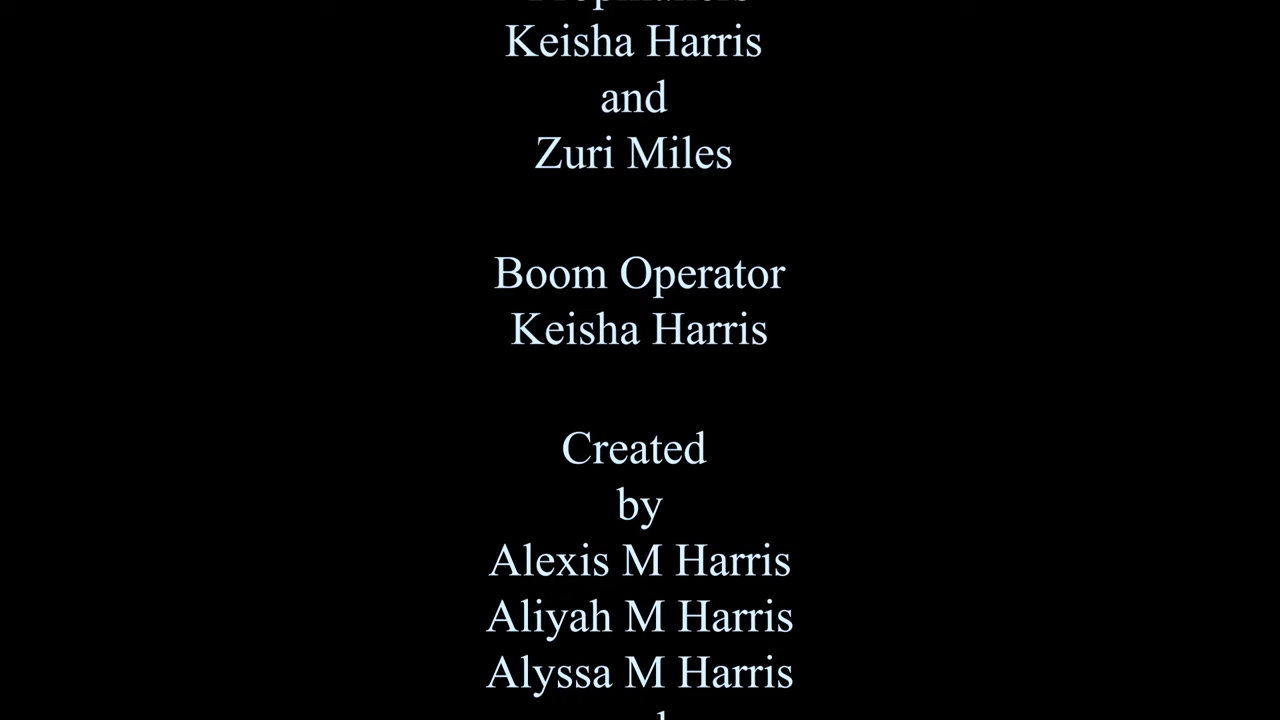 Keisha Harris
and
Zuri Miles
Boom Operator
Keisha Harris
Created
by
Alexis M Harris
Aliyah M Harris
Alyssa M Harris